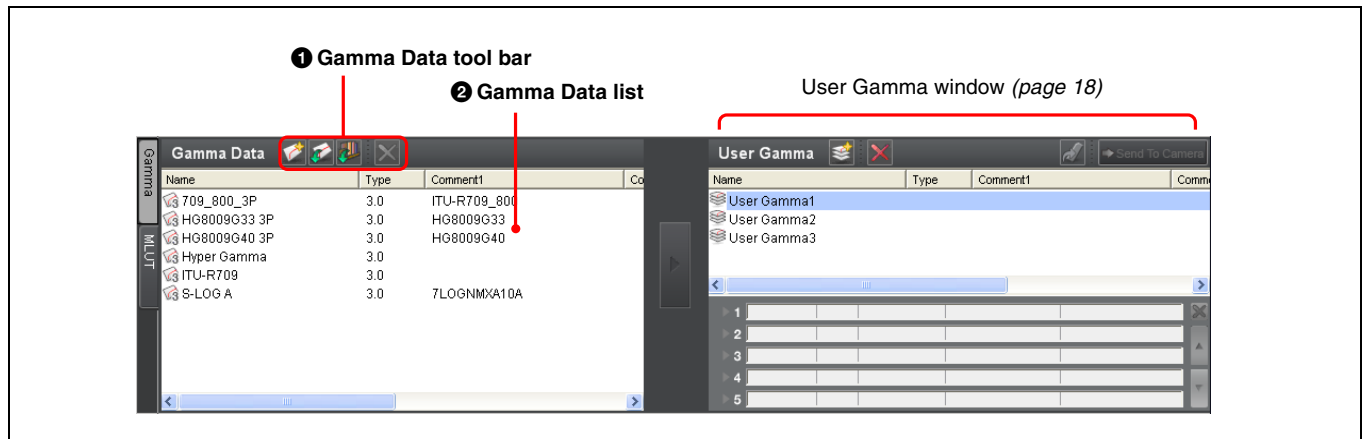 ❶ Gamma Data tool bar
❷ Gamma Data list
User Gamma window (page 18)
Gamma
MLUT
Gamma Data
Name Type Comment1 Co
709_800_3P 3.0 ITU-R709_800
HG8009G33 3P 3.0 HG8009G33
HG8009G40 3P 3.0 HG8009G40
Hyper Gamma 3.0
ITU-R709 3.0
S-LOG A 3.0 7LOGNMXA10A
User Gamma Send To Camera
Name Type Comment1 Comm
User Gamma1
User Gamma2
User Gamma3
1
2
3
4
5